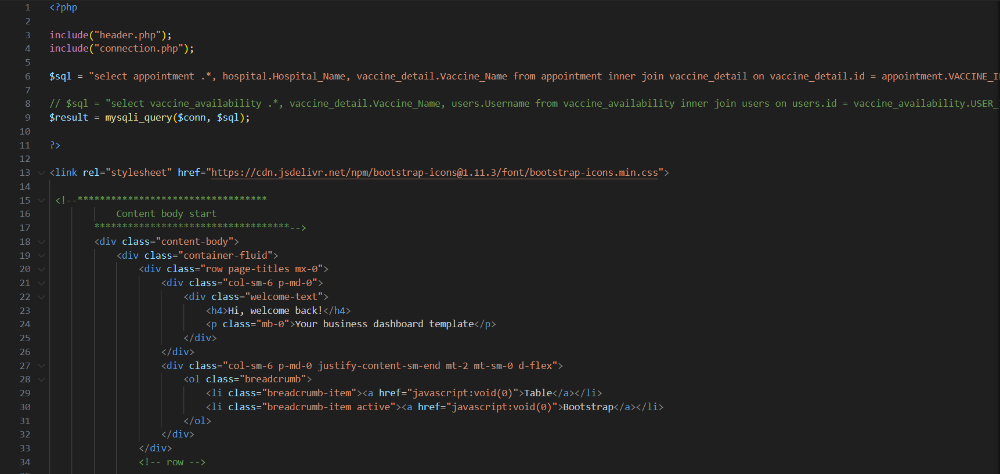 1 <?php
2
3 include("header.php");
4 include("connection.php");
5
6 $sql = "select appointment .*, hospital.Hospital_Name, vaccine_detail.Vaccine_Name from appointment inner join vaccine_detail on vaccine_detail.id = appointment.VACCINE_I
7
8 // $sql = "select vaccine_availability .*, vaccine_detail.Vaccine_Name, users.Username from vaccine_availability inner join users on users.id = vaccine_availability.USER_
9 $result = mysqli_query($conn, $sql);
10
11 ?>
12
13 <link rel="stylesheet" href="https://cdn.jsdelivr.net/npm/bootstrap-icons@1.11.3/font/bootstrap-icons.min.css">
14
15 <!--**********************************
16 Content body start
17 ***********************************-->
18 <div class="content-body">
19 <div class="container-fluid">
20 <div class="row page-titles mx-0">
21 <div class="col-sm-6 p-md-0">
22 <div class="welcome-text">
23 <h4>Hi, welcome back!</h4>
24 <p class="mb-0">Your business dashboard template</p>
25 </div>
26 </div>
27 <div class="col-sm-6 p-md-0 justify-content-sm-end mt-2 mt-sm-0 d-flex">
28 <ol class="breadcrumb">
29 <li class="breadcrumb-item"><a href="javascript:void(0)">Table</a></li>
30 <li class="breadcrumb-item active"><a href="javascript:void(0)">Bootstrap</a></li>
31 </ol>
32 </div>
33 </div>
34 <!-- row -->